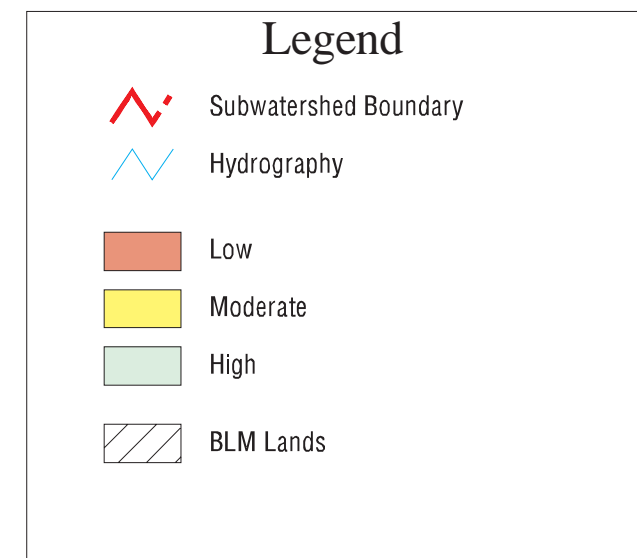 Legend
Subwatershed Boundary
Hydrography
Low
Moderate
High
BLM Lands